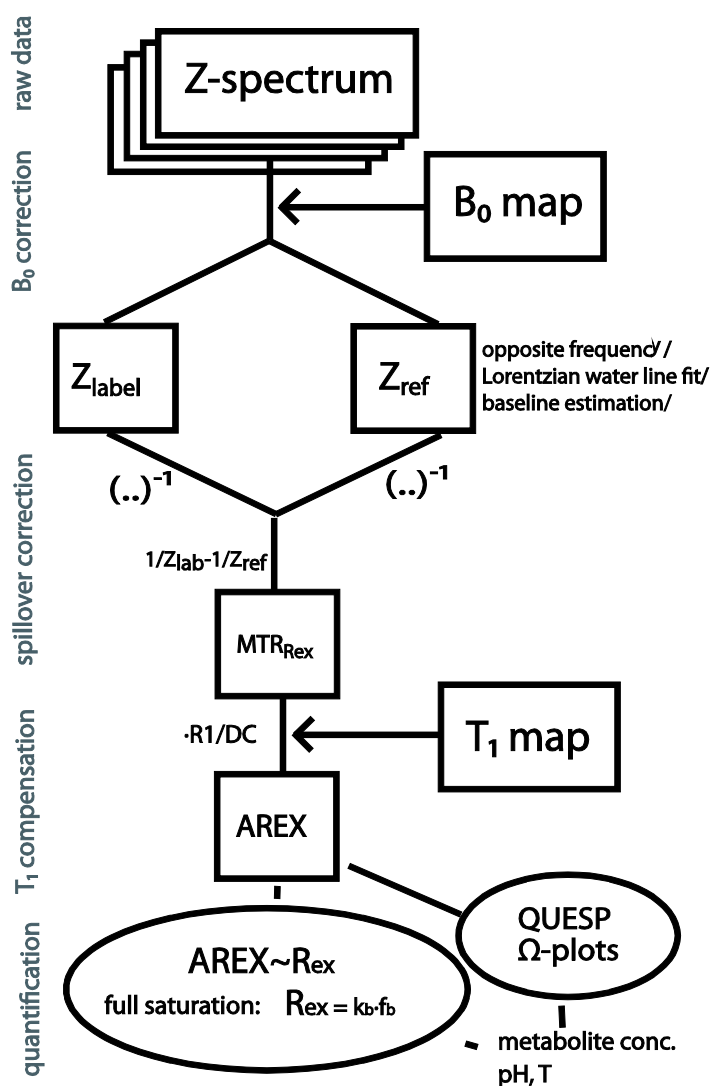 raw data
Z-spectrum
B₀ correction
B₀ map
Zlabel
Zref
opposite frequency/
Lorentzian water line fit/
baseline estimation/
(..)⁻¹
(..)⁻¹
spillover correction
1/Zlab-1/Zref
MTRRex
T₁ compensation
·R1/DC
T₁ map
AREX
quantification
QUESP
Ω-plots
AREX~Rex
full saturation: Rex = kb·fb
metabolite conc.
pH, T